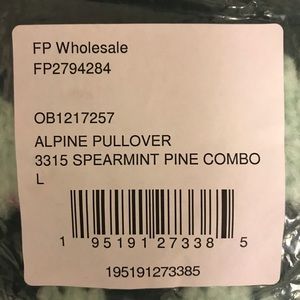 FP Wholesale
FP2794284
OB1217257
ALPINE PULLOVER
3315 SPEARMINT PINE COMBO
L
1 95191 27338 5
195191273385